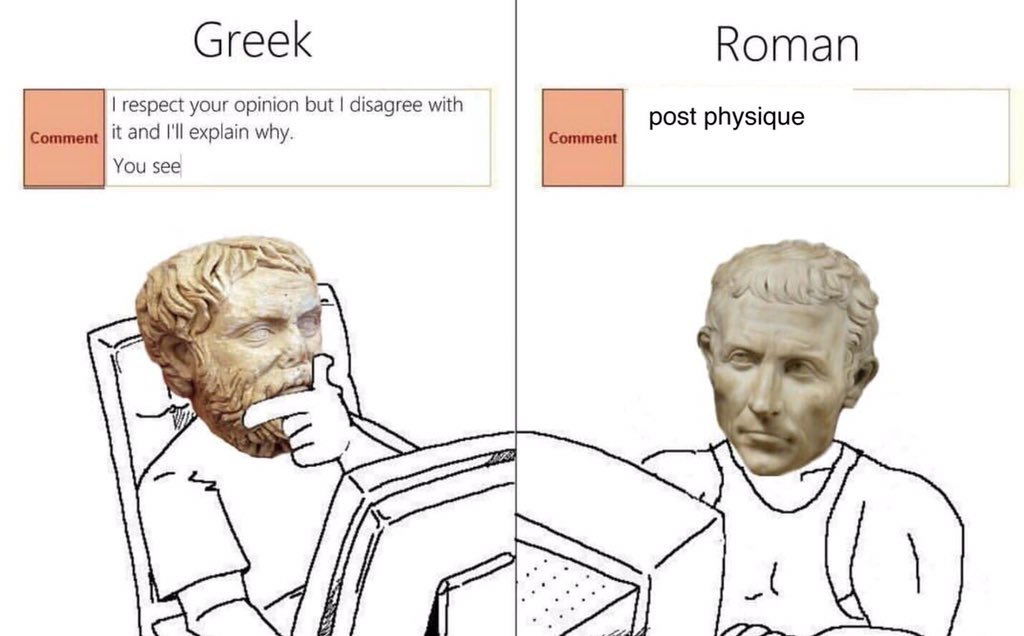 Greek
Comment
I respect your opinion but I disagree with
it and I'll explain why.
You see
Roman
Comment
post physique